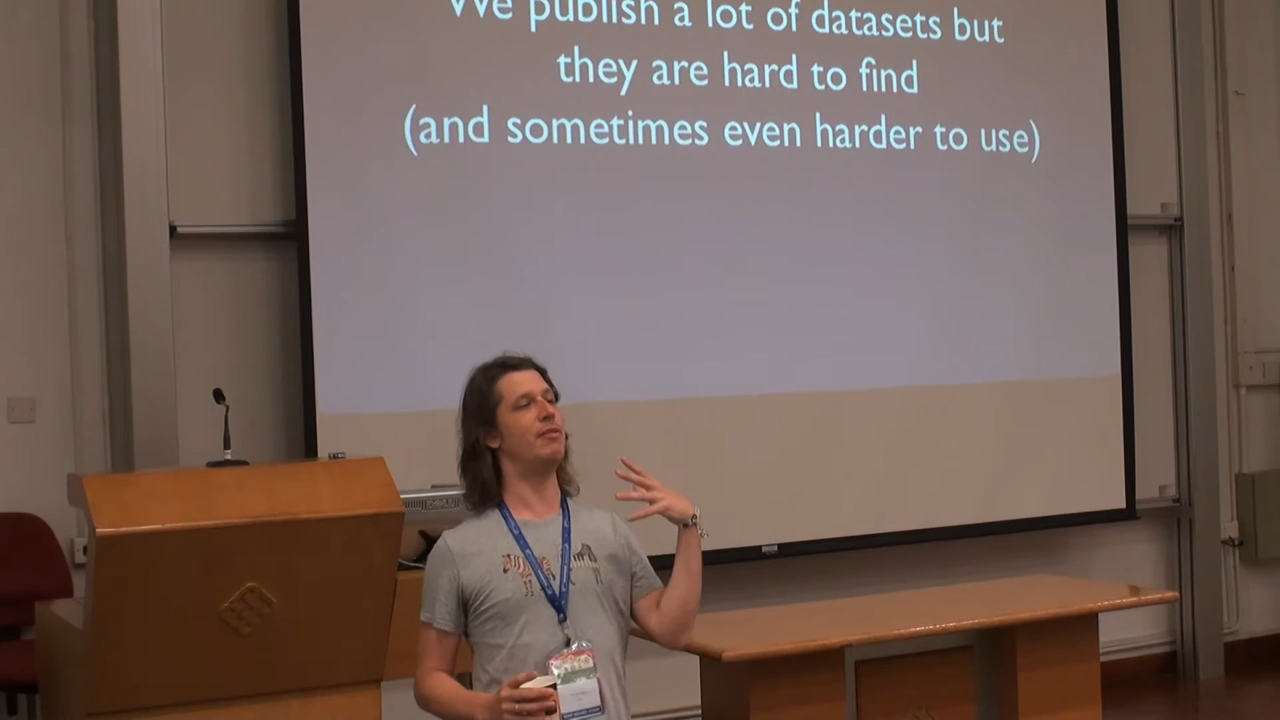 We publish a lot of datasets but
they are hard to find
(and sometimes even harder to use)